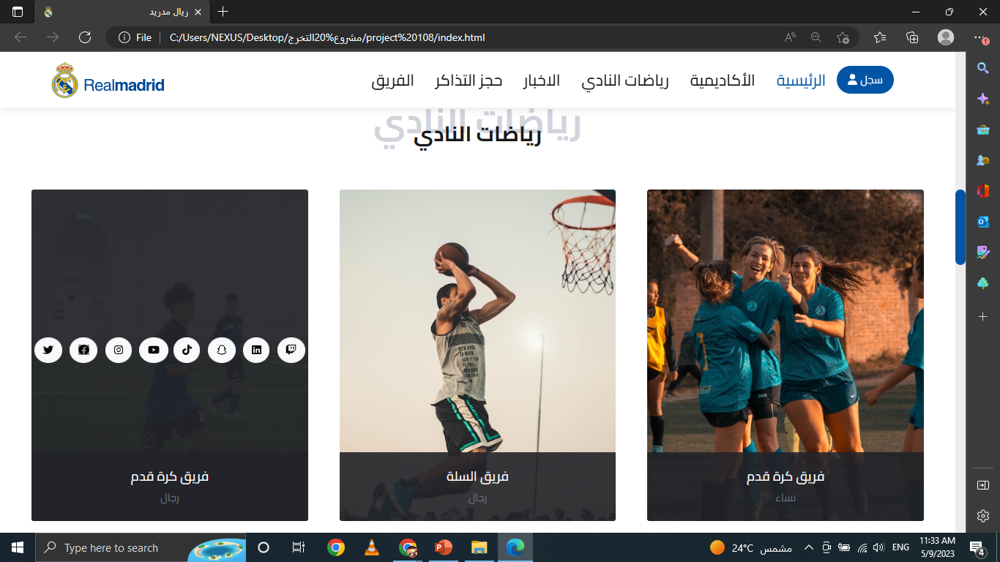 ريال مدريد
File
C:/Users/NEXUS/Desktop/مشروع%20التخرج/project%20108/index.html
Realmadrid
سجل
الرئيسية
الأكاديمية
رياضات النادي
الاخبار
حجز التذاكر
الفريق
رياضات النادي
رياضات النادي
فريق كرة قدم
نساء
فريق السلة
رجال
فريق كرة قدم
رجال
Type here to search
24°C مشمس
ENG
11:33 AM
5/9/2023
4